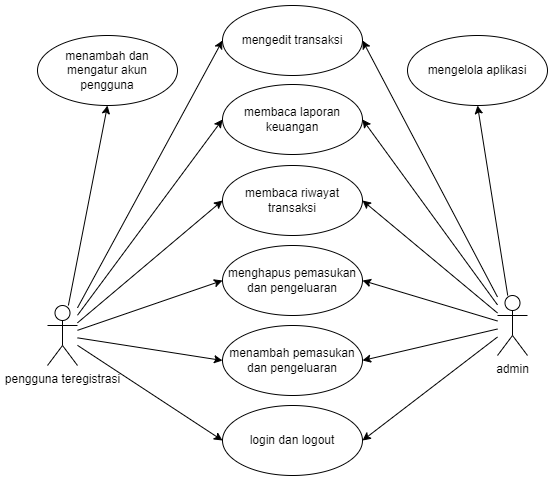 mengedit transaksi
menambah dan
mengatur akun
pengguna
mengelola aplikasi
membaca laporan
keuangan
membaca riwayat
transaksi
menghapus pemasukan
dan pengeluaran
menambah pemasukan
dan pengeluaran
pengguna teregistrasi
admin
login dan logout